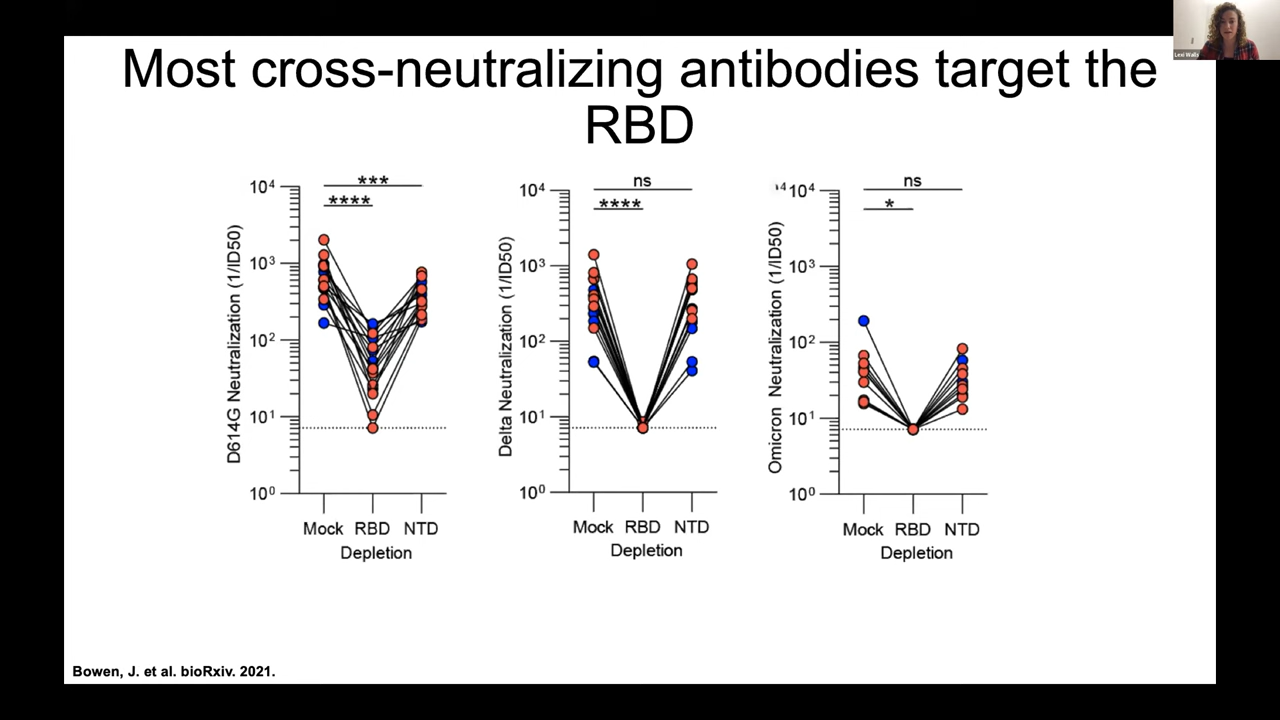 Most cross-neutralizing antibodies target the
RBD
Lexi Walls
D614G Neutralization (1/ID50)
10⁴
10³
10²
10¹
10⁰
***
****
Mock RBD NTD
Depletion
Delta Neutralization (1/ID50)
10⁴
10³
10²
10¹
10⁰
ns
****
Mock RBD NTD
Depletion
Omicron Neutralization (1/ID50)
10⁴
10³
10²
10¹
10⁰
ns
*
Mock RBD NTD
Depletion
Bowen, J. et al. bioRxiv. 2021.